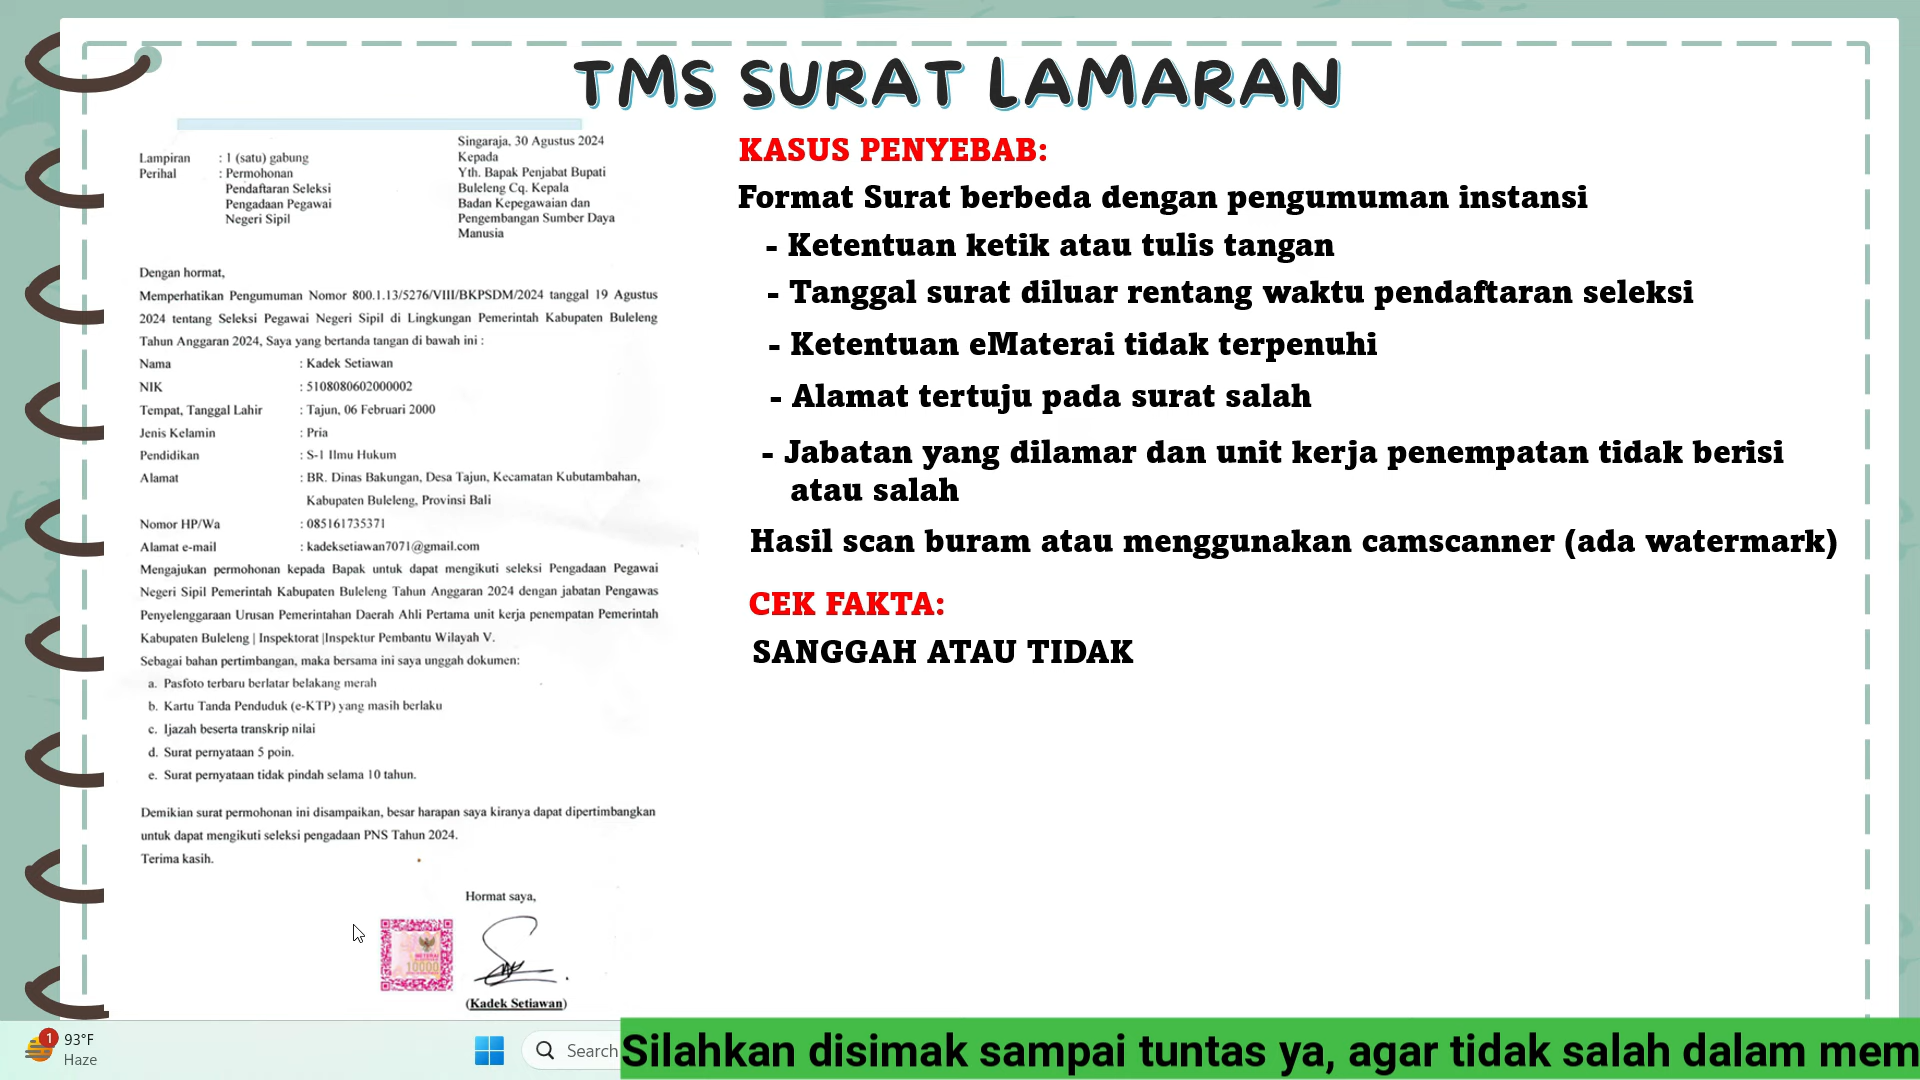 TMS SURAT LAMARAN
Singaraja, 30 Agustus 2024
Lampiran : 1 (satu) gabung
Perihal : Permohonan
Pendaftaran Seleksi
Pengadaan Pegawai
Negeri Sipil
Kepada
Yth. Bapak Penjabat Bupati
Buleleng Cq. Kepala
Badan Kepegawaian dan
Pengembangan Sumber Daya
Manusia
Dengan hormat,
Memperhatikan Pengumuman Nomor 800.1.13/5276/VIII/BKPSDM/2024 tanggal 19 Agustus
2024 tentang Seleksi Pegawai Negeri Sipil di Lingkungan Pemerintah Kabupaten Buleleng
Tahun Anggaran 2024, Saya yang bertanda tangan di bawah ini :
Nama : Kadek Setiawan
NIK : 5108080602000002
Tempat, Tanggal Lahir : Tajun, 06 Februari 2000
Jenis Kelamin : Pria
Pendidikan : S-1 Ilmu Hukum
Alamat : BR. Dinas Bakungan, Desa Tajun, Kecamatan Kubutambahan,
Kabupaten Buleleng, Provinsi Bali
Nomor HP/Wa : 085161735371
Alamat e-mail : kadeksetiawan7071@gmail.com
Mengajukan permohonan kepada Bapak untuk dapat mengikuti seleksi Pengadaan Pegawai
Negeri Sipil Pemerintah Kabupaten Buleleng Tahun Anggaran 2024 dengan jabatan Pengawas
Penyelenggaraan Urusan Pemerintahan Daerah Ahli Pertama unit kerja penempatan Pemerintah
Kabupaten Buleleng | Inspektorat |Inspektur Pembantu Wilayah V.
Sebagai bahan pertimbangan, maka bersama ini saya unggah dokumen:
a. Pasfoto terbaru berlatar belakang merah
b. Kartu Tanda Penduduk (e-KTP) yang masih berlaku
c. Ijazah beserta transkrip nilai
d. Surat pernyataan 5 poin.
e. Surat pernyataan tidak pindah selama 10 tahun.
Demikian surat permohonan ini disampaikan, besar harapan saya kiranya dapat dipertimbangkan
untuk dapat mengikuti seleksi pengadaan PNS Tahun 2024.
Terima kasih.
Hormat saya,
METERAI
10000
(Kadek Setiawan)
KASUS PENYEBAB:
Format Surat berbeda dengan pengumuman instansi
- Ketentuan ketik atau tulis tangan
- Tanggal surat diluar rentang waktu pendaftaran seleksi
- Ketentuan eMaterai tidak terpenuhi
- Alamat tertuju pada surat salah
- Jabatan yang dilamar dan unit kerja penempatan tidak berisi
atau salah
Hasil scan buram atau menggunakan camscanner (ada watermark)
CEK FAKTA:
SANGGAH ATAU TIDAK
1
93°F
Haze
Search
Silahkan disimak sampai tuntas ya, agar tidak salah dalam mem